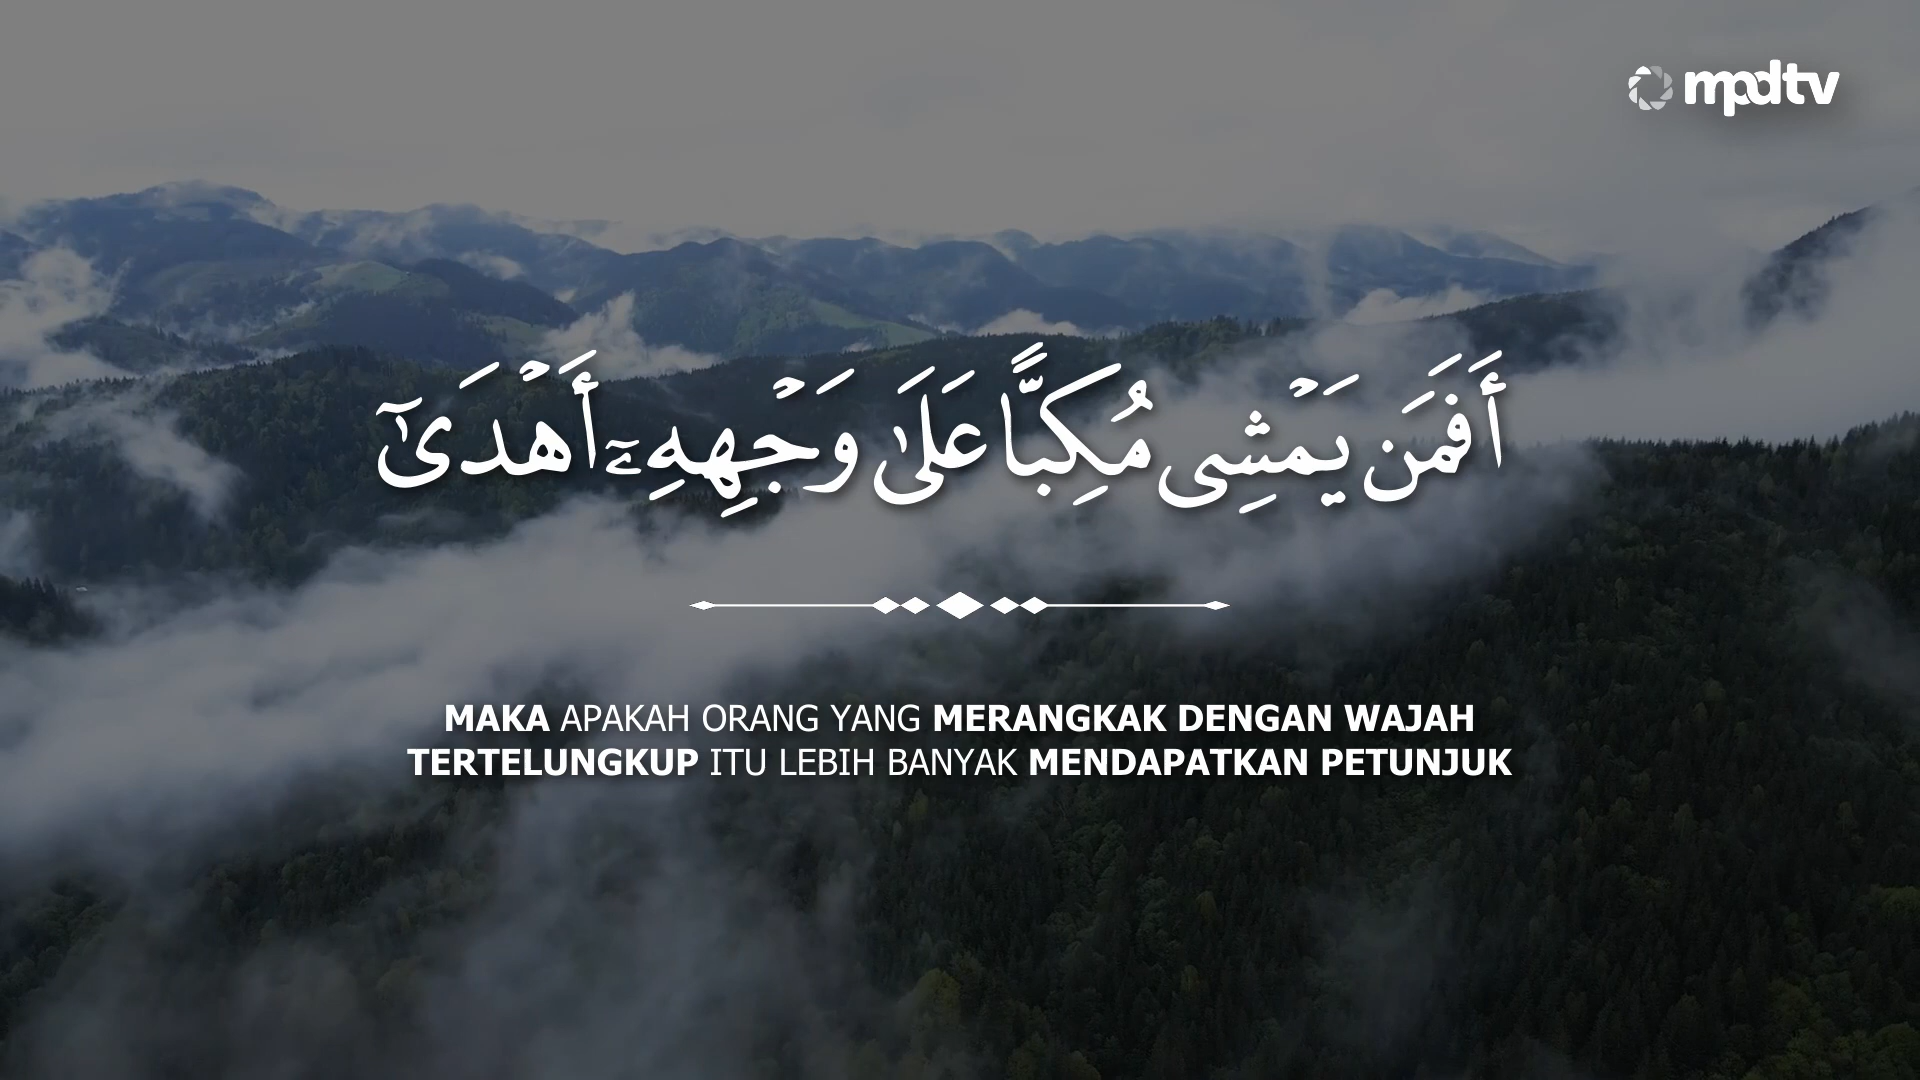 mpdtv
أَفَمَن يَمۡشِى مُكِبًّا عَلَىٰ وَجۡهِهِۦٓ أَهۡدَىٰٓ
MAKA APAKAH ORANG YANG MERANGKAK DENGAN WAJAH
TERTELUNGKUP ITU LEBIH BANYAK MENDAPATKAN PETUNJUK